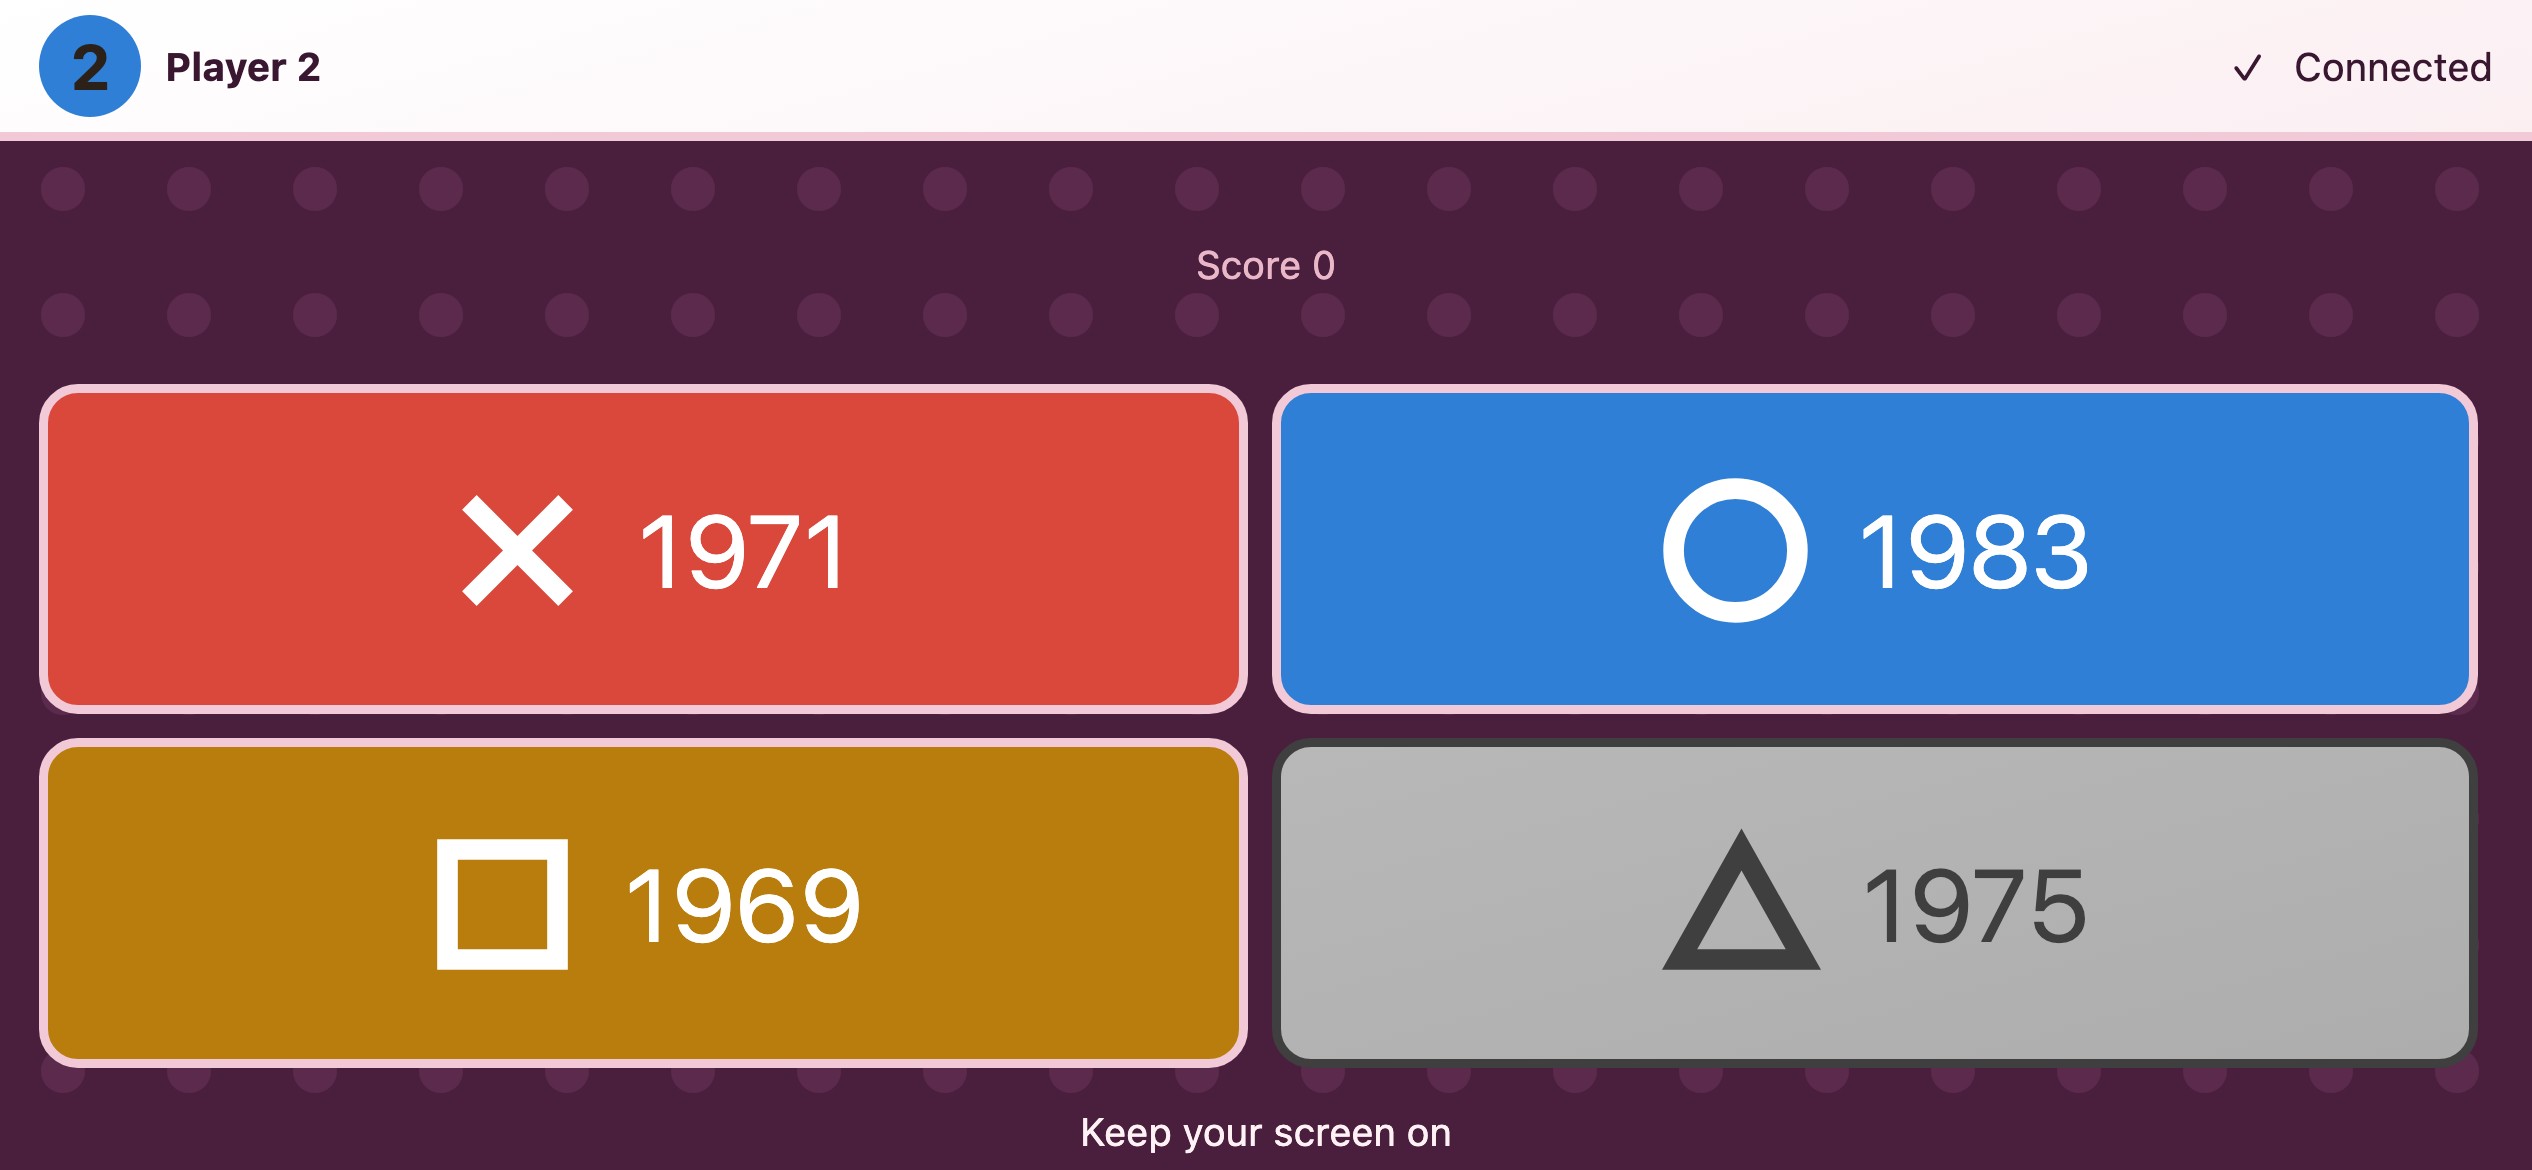 2 Player 2
✓ Connected
Score 0
1971
1983
1969
1975
Keep your screen on